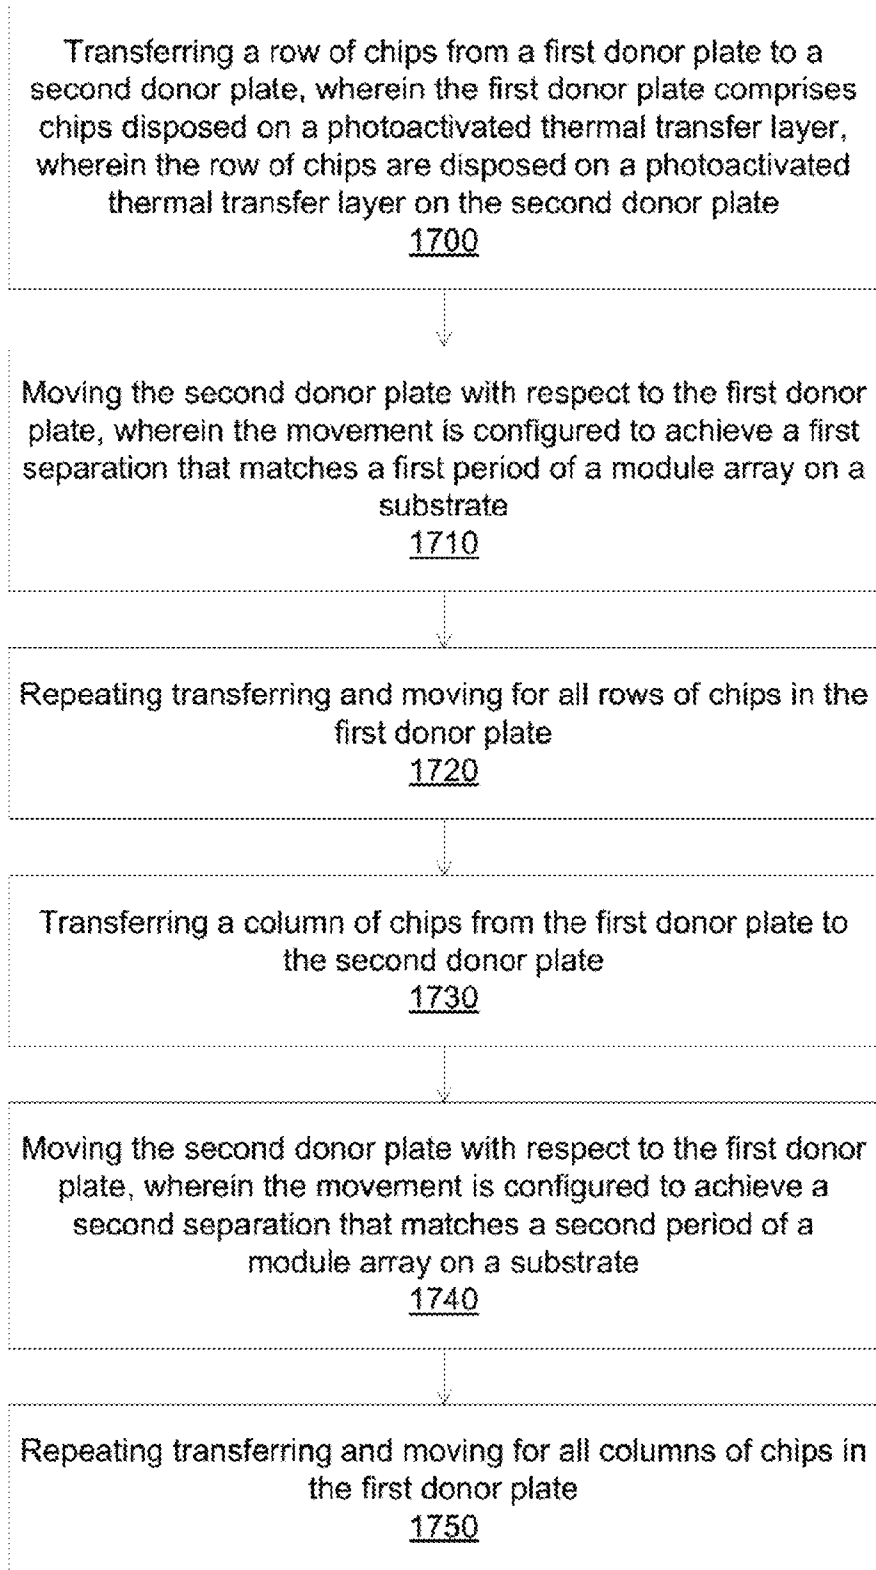 Transferring a row of chips from a first donor plate to a
second donor plate, wherein the first donor plate comprises
chips disposed on a photoactivated thermal transfer layer,
wherein the row of chips are disposed on a photoactivated
thermal transfer layer on the second donor plate
1700
Moving the second donor plate with respect to the first donor
plate, wherein the movement is configured to achieve a first
separation that matches a first period of a module array on a
substrate
1710
Repeating transferring and moving for all rows of chips in the
first donor plate
1720
Transferring a column of chips from the first donor plate to
the second donor plate
1730
Moving the second donor plate with respect to the first donor
plate, wherein the movement is configured to achieve a
second separation that matches a second period of a
module array on a substrate
1740
Repeating transferring and moving for all columns of chips in
the first donor plate
1750